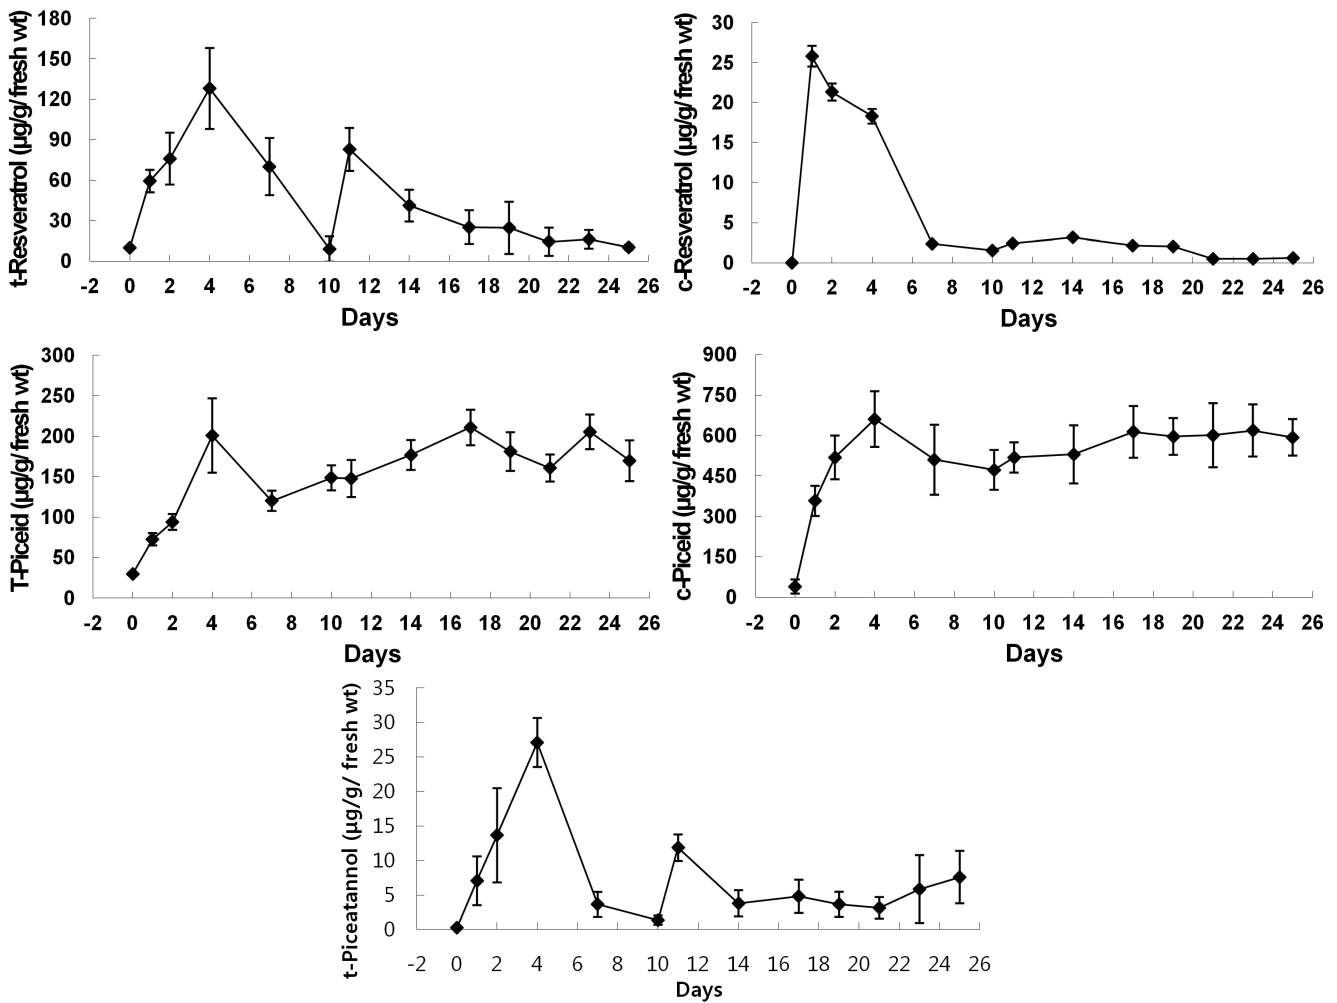 t-Resveratrol (µg/g/ fresh wt)
180
150
120
90
60
30
0
-2 0 2 4 6 8 10 12 14 16 18 20 22 24 26
Days
c-Resveratrol (µg/g/ fresh wt)
30
25
20
15
10
5
0
-2 0 2 4 6 8 10 12 14 16 18 20 22 24 26
Days
T-Piceid (µg/g/ fresh wt)
300
250
200
150
100
50
0
-2 0 2 4 6 8 10 12 14 16 18 20 22 24 26
Days
c-Piceid (µg/g/ fresh wt)
900
750
600
450
300
150
0
-2 0 2 4 6 8 10 12 14 16 18 20 22 24 26
Days
t-Piceatannol (µg/g/ fresh wt)
35
30
25
20
15
10
5
0
-2 0 2 4 6 8 10 12 14 16 18 20 22 24 26
Days